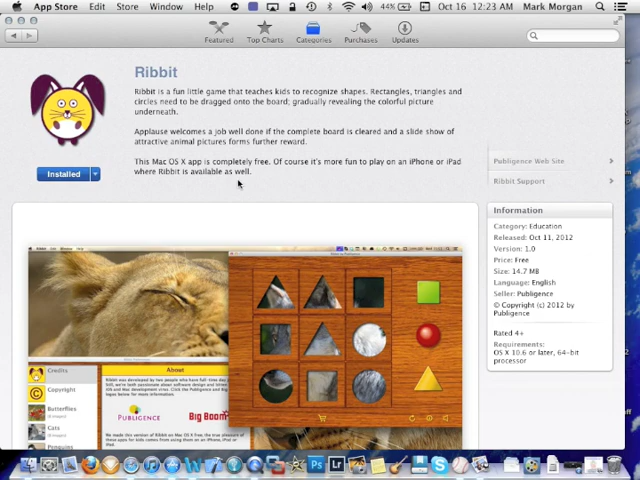 App Store Edit Store Window Help 44% Oct 16 12:23 AM Mark Morgan
Featured Top Charts Categories Purchases Updates
Ribbit
Ribbit is a fun little game that teaches kids to recognize shapes. Rectangles, triangles and
circles need to be dragged onto the board; gradually revealing the colorful picture
underneath.
Applause welcomes a job well done if the complete board is cleared and a slide show of
attractive animal pictures forms further reward.
This Mac OS X app is completely free. Of course it's more fun to play on an iPhone or iPad
where Ribbit is available as well.
Installed
Publigence Web Site
Ribbit Support
Information
Category: Education
Released: Oct 11, 2012
Version: 1.0
Price: Free
Size: 14.7 MB
Language: English
Seller: Publigence
© Copyright (c) 2012 by
Publigence
Rated 4+
Requirements:
OS X 10.6 or later, 64-bit
processor
Credits
Copyright
Butterflies
Cats
Penguins
About
PUBLIGENCE
Big Boom
Ps
Lr